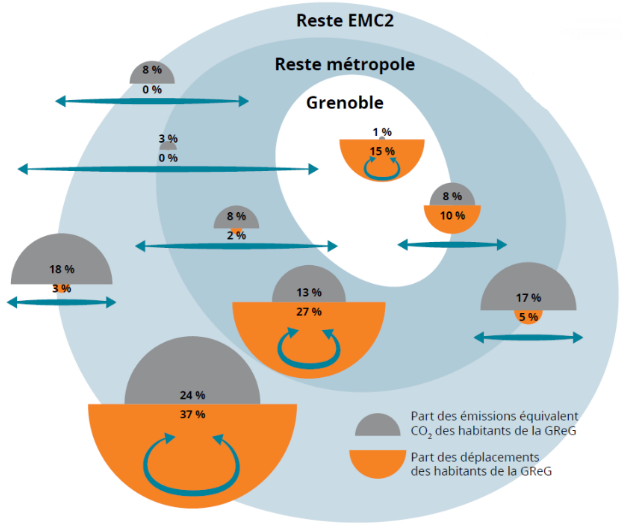 Reste EMC2
Reste métropole
Grenoble
8 %
0 %
3 %
0 %
1 %
15 %
8 %
10 %
8 %
2 %
18 %
3 %
13 %
27 %
17 %
5 %
24 %
37 %
Part des émissions équivalent
CO₂ des habitants de la GReG
Part des déplacements
des habitants de la GReG